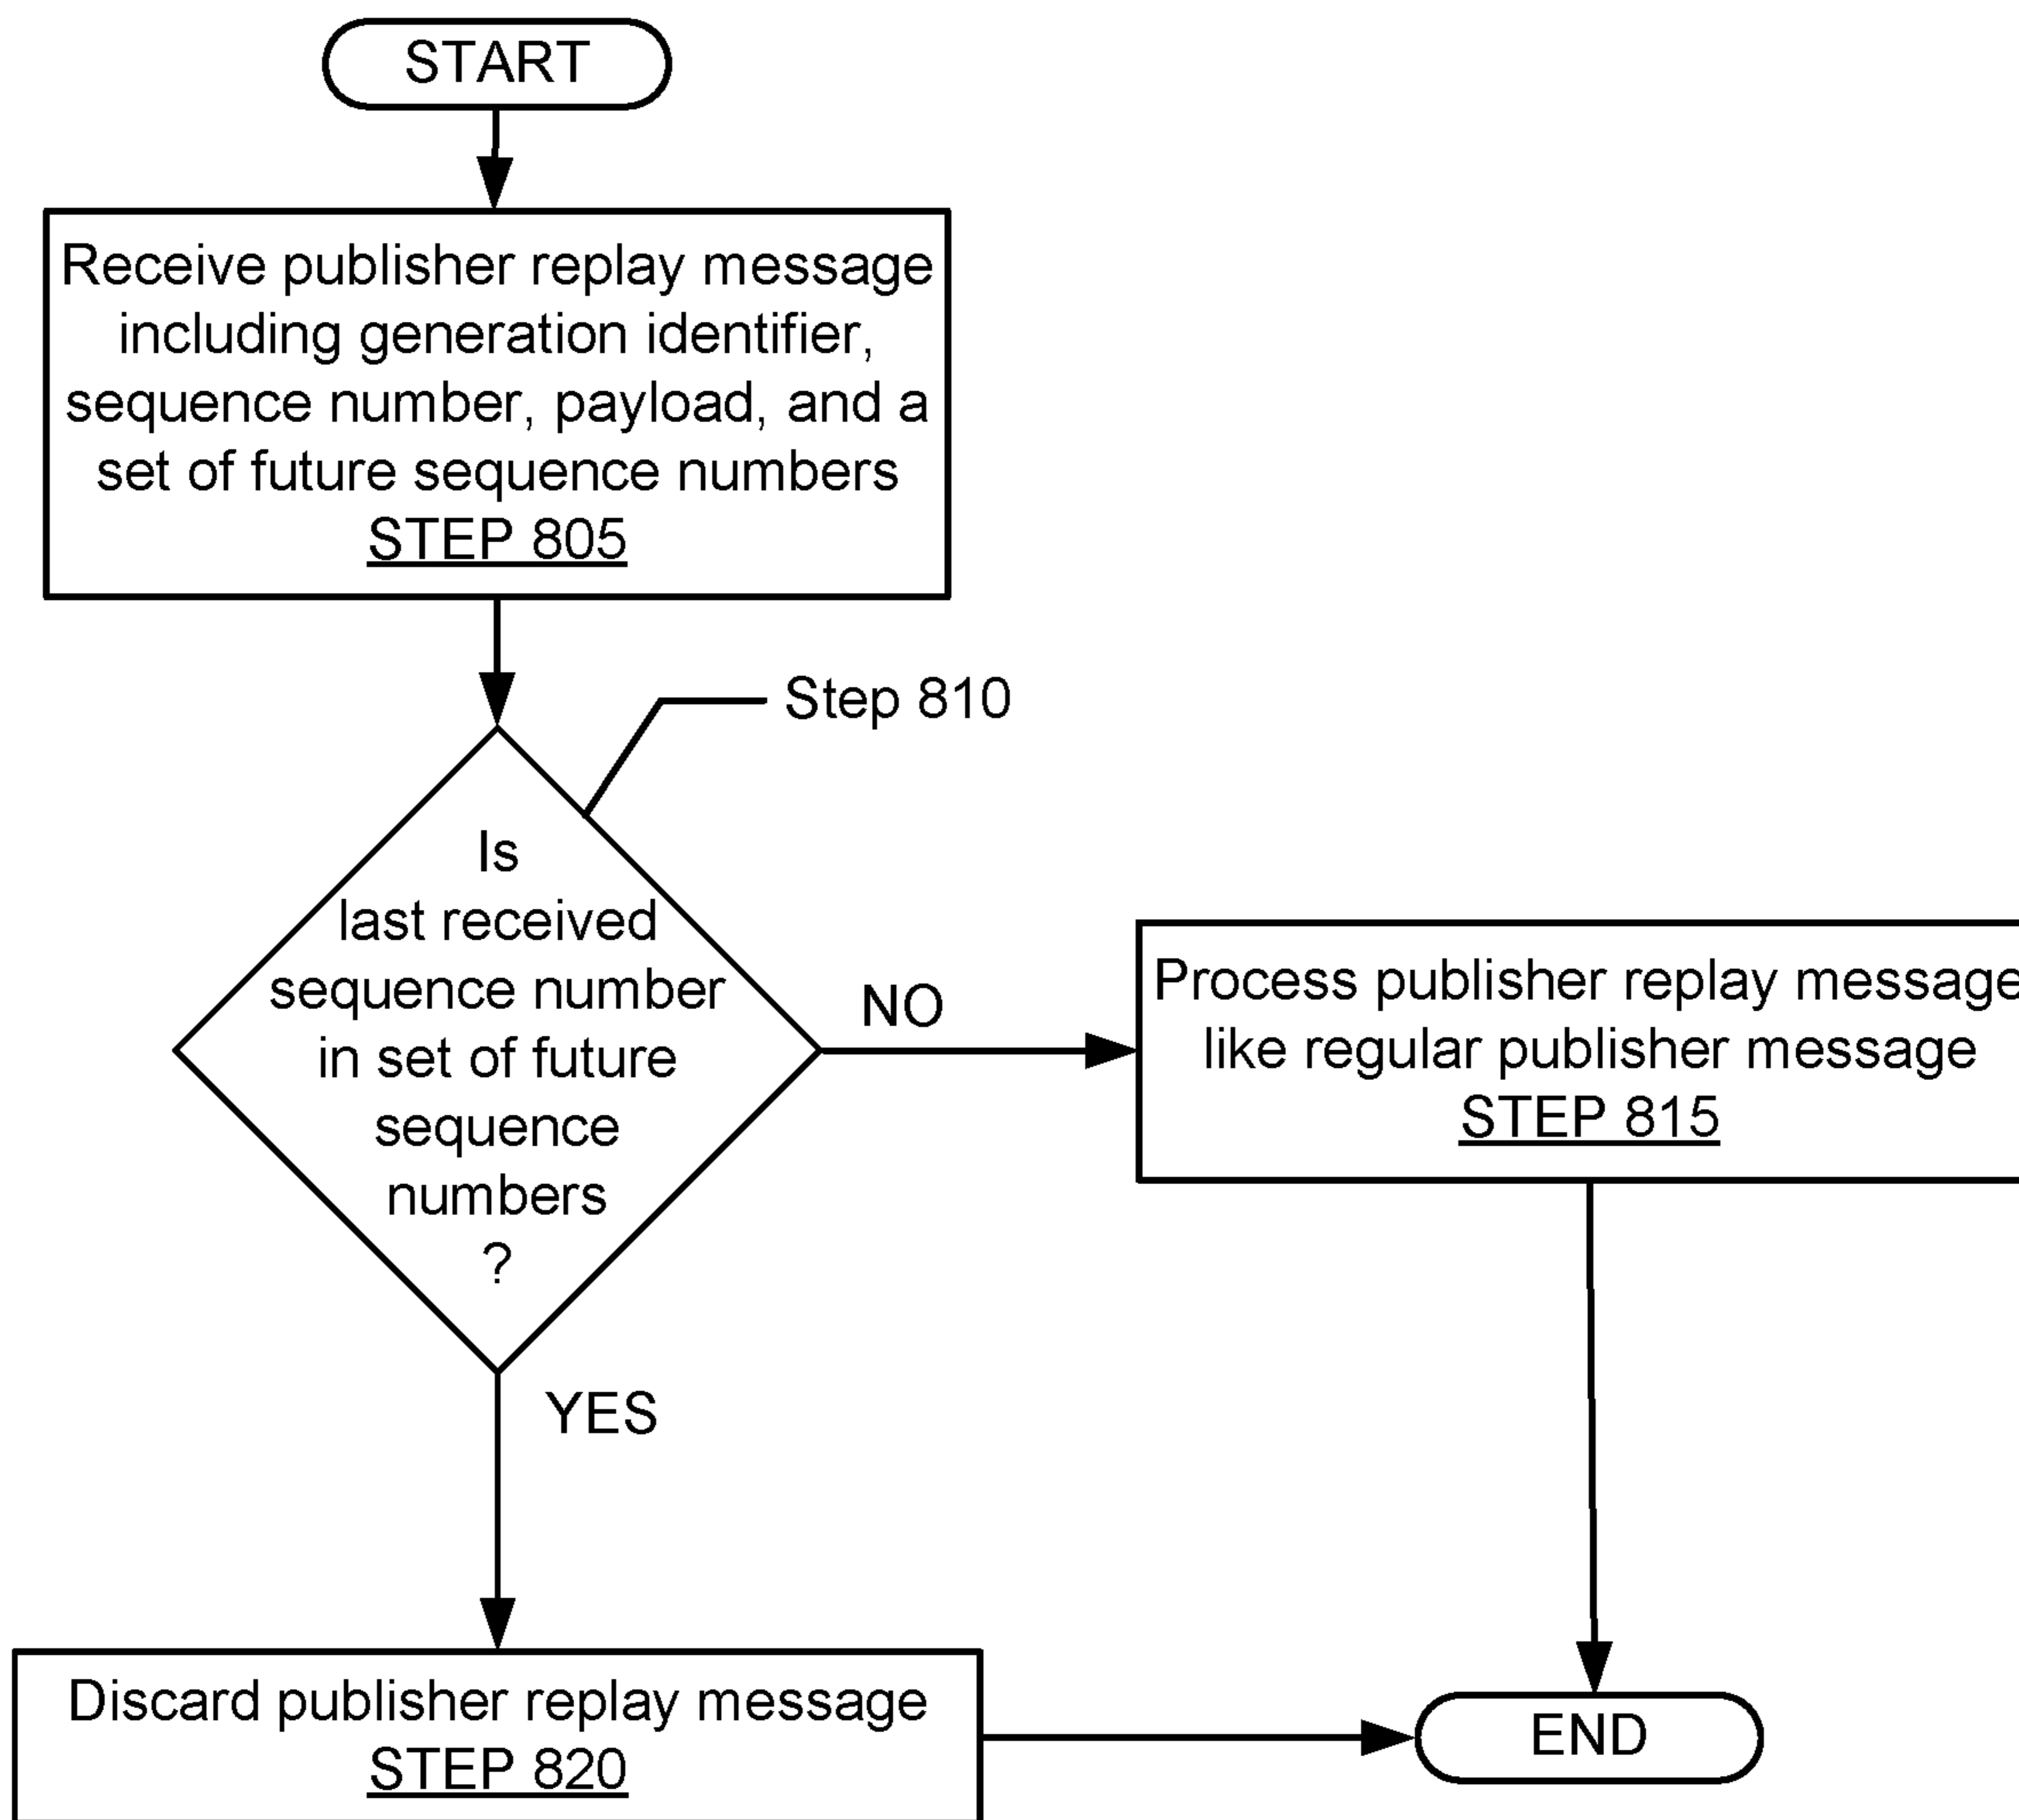 START
Receive publisher replay message
including generation identifier,
sequence number, payload, and a
set of future sequence numbers
STEP 805
Step 810
Is
last received
sequence number
in set of future
sequence
numbers
?
NO
Process publisher replay message
like regular publisher message
STEP 815
YES
Discard publisher replay message
STEP 820
END